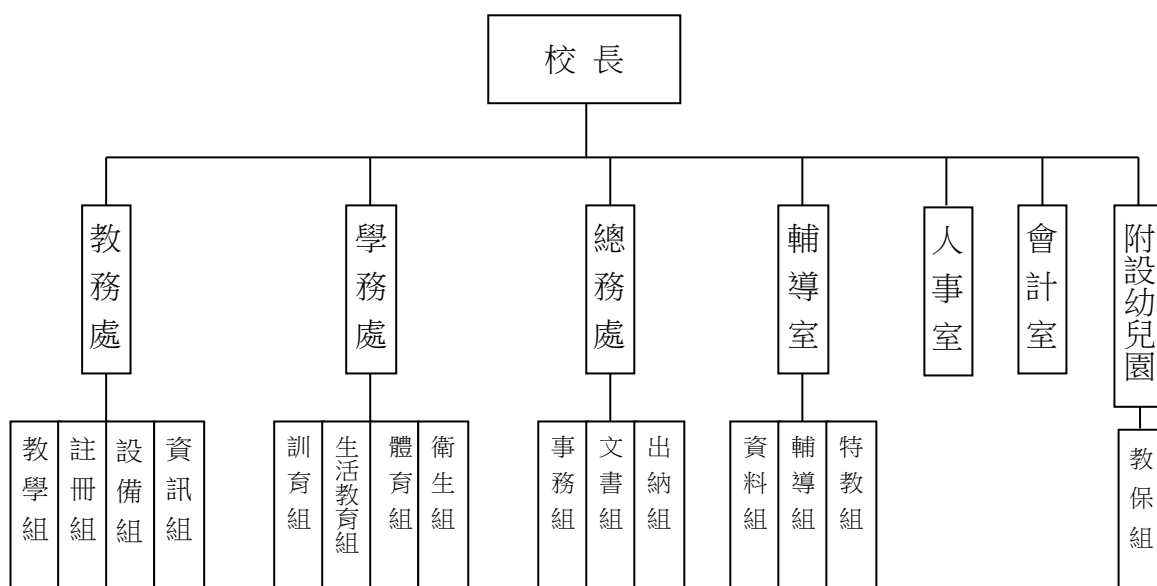 校長
教務處
學務處
總務處
輔導室
人事室
會計室
附設幼兒園
教學組
註冊組
設備組
資訊組
訓育組
生活教育組
體育組
衛生組
事務組
文書組
出納組
資料組
輔導組
特教組
教保組